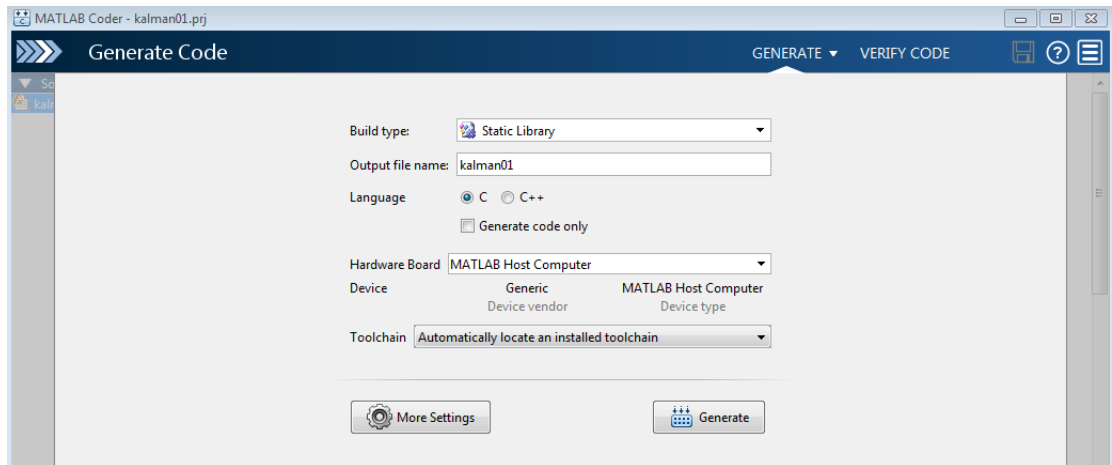 MATLAB Coder - kalman01.prj
Generate Code
GENERATE
VERIFY CODE
So
kalr
Build type:
Static Library
Output file name:
kalman01
Language
C
C++
Generate code only
Hardware Board
MATLAB Host Computer
Device
Generic
MATLAB Host Computer
Device vendor
Device type
Toolchain
Automatically locate an installed toolchain
More Settings
Generate